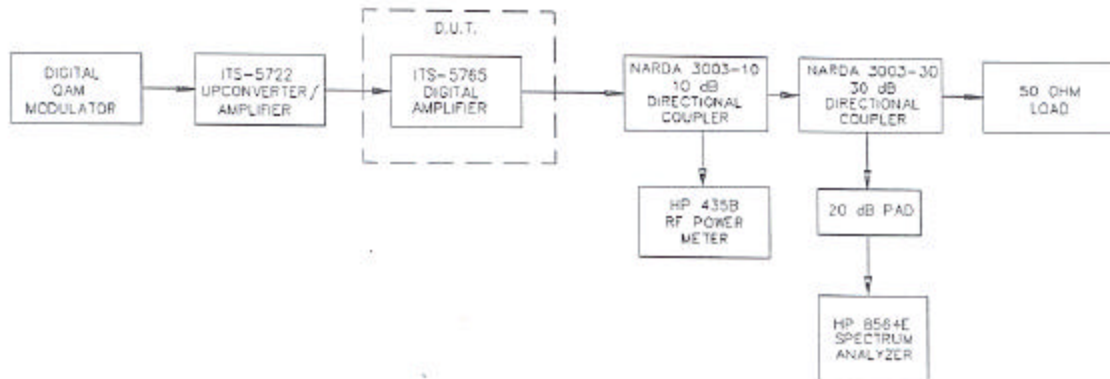 D.U.T.
DIGITAL
QAM
MODULATOR
ITS-5722
UPCONVERTER/
AMPLIFIER
ITS-5765
DIGITAL
AMPLIFIER
NARDA 3003-10
10 dB
DIRECTIONAL
COUPLER
NARDA 3003-30
30 dB
DIRECTIONAL
COUPLER
50 OHM
LOAD
HP 435B
RF POWER
METER
20 dB PAD
HP 8564E
SPECTRUM
ANALYZER